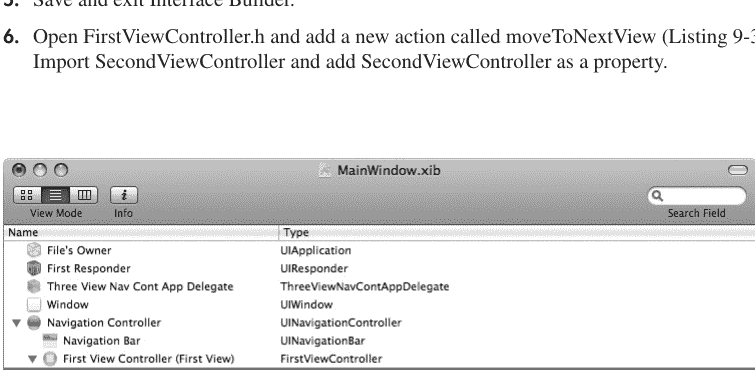 5. Save and exit Interface Builder.
6. Open FirstViewController.h and add a new action called moveToNextView (Listing 9-3
Import SecondViewController and add SecondViewController as a property.
MainWindow.xib
View Mode Info Search Field
Name Type
File's Owner UIApplication
First Responder UIResponder
Three View Nav Cont App Delegate ThreeViewNavContAppDelegate
Window UIWindow
Navigation Controller UINavigationController
Navigation Bar UINavigationBar
First View Controller (First View) FirstViewController